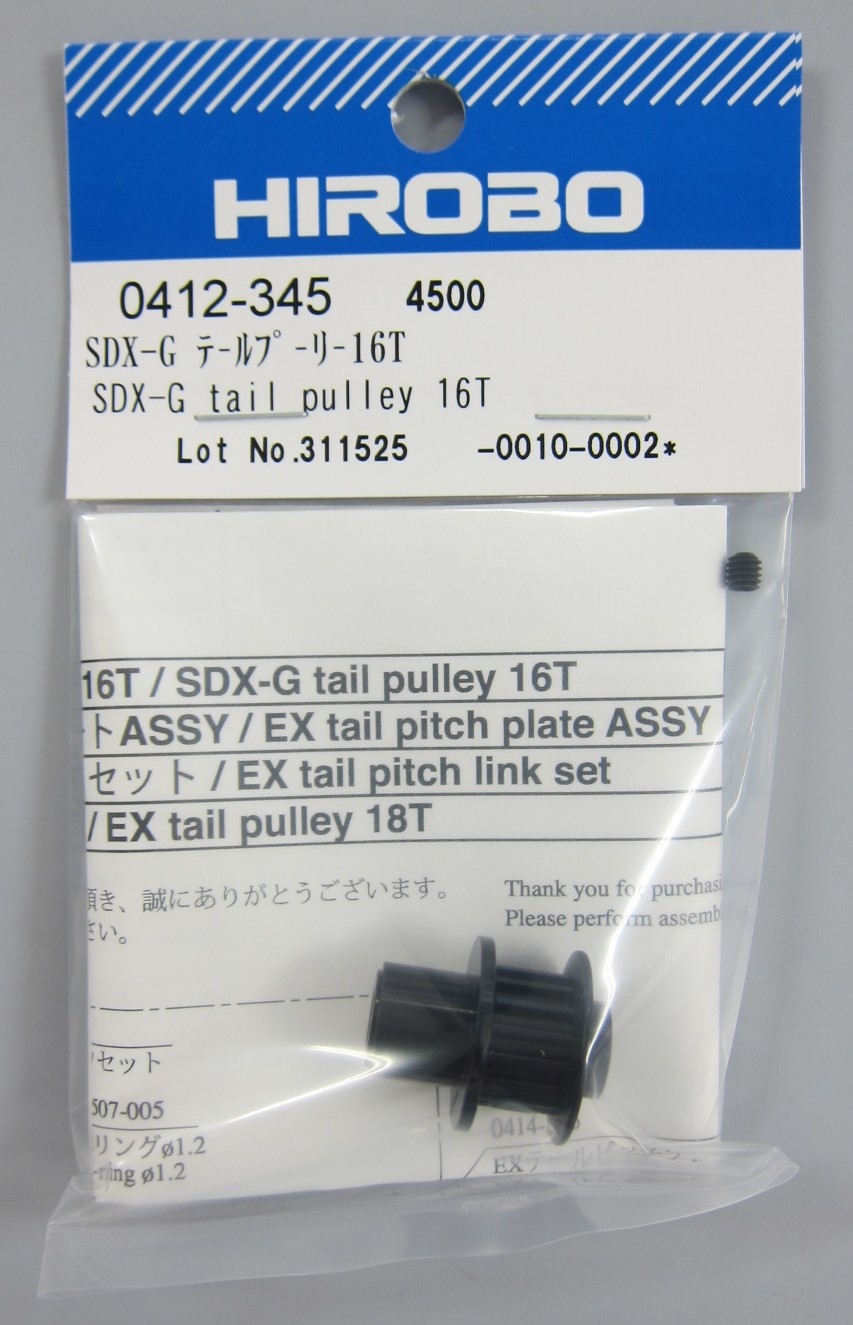 HIROBO
0412-345 4500
SDX-G ﾃ-ﾙﾌﾟ-ﾘ-16T
SDX-G tail pulley 16T
Lot No.311525 -0010-0002*
16T / SDX-G tail pulley 16T
トASSY / EX tail pitch plate ASSY
セット / EX tail pitch link set
/ EX tail pulley 18T
頂き、誠にありがとうございます。
さい。
Thank you for purchasi
Please perform assemb
セット
507-005
リングø1.2
-ring ø1.2
0414-
EXテール